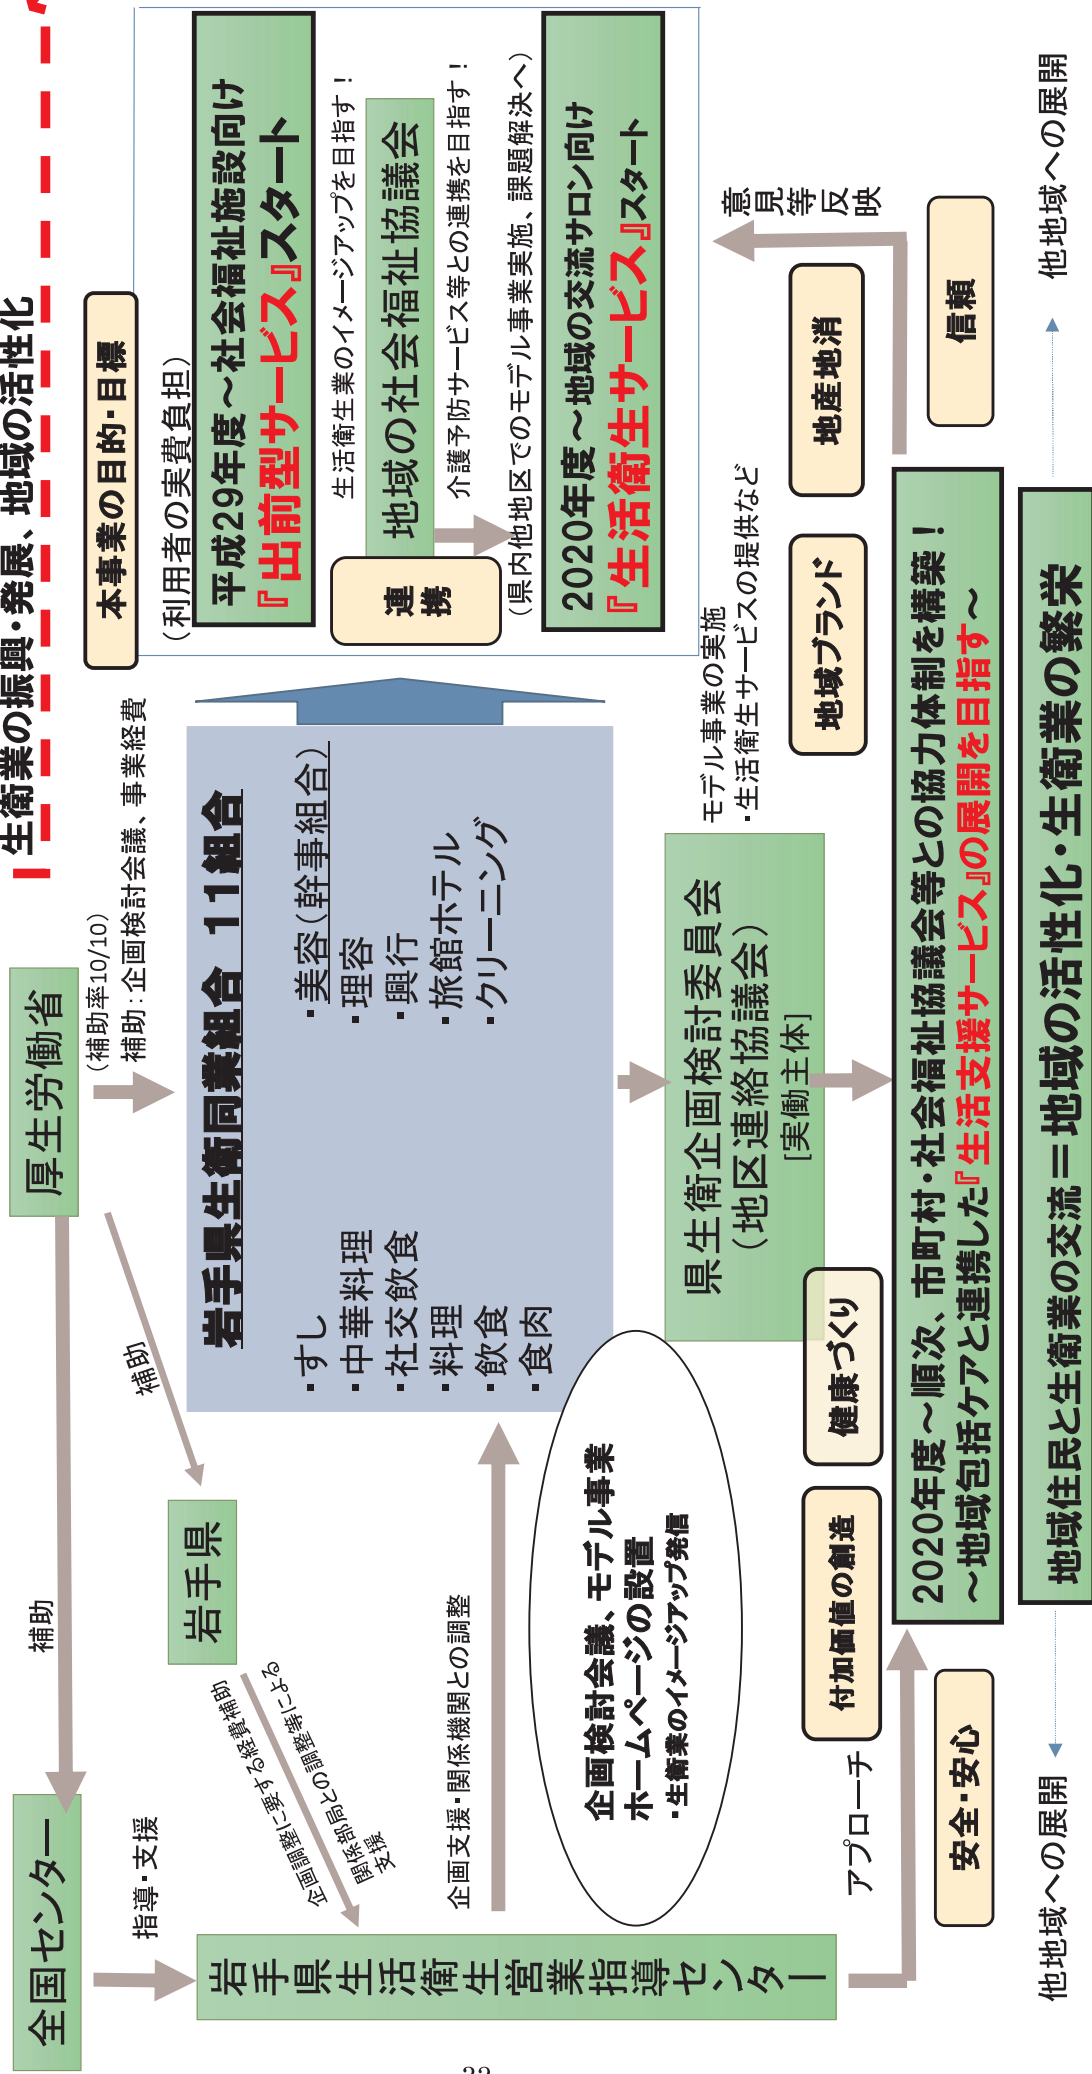 生衛業の振興・発展、地域の活性化
全国センター
補助
厚生労働省
(補助率10/10)
補助：企画検討会議、事業経費
本事業の目的・目標
指導・支援
補助
岩手県
企画調整に要する経費補助
関係部局との調整等による
支援
岩手県生活衛生営業指導センター
企画支援・関係機関との調整
岩手県生衛同業組合 11組合
・すし
・中華料理
・社交飲食
・料理
・飲食
・食肉
・美容(幹事組合)
・理容
・興行
・旅館ホテル
・クリーニング
(利用者の実費負担)
平成29年度～社会福祉施設向け
『出前型サービス』スタート
生活衛生業のイメージアップを目指す！
地域の社会福祉協議会
連
携
介護予防サービス等との連携を目指す！
(県内他地区でのモデル事業実施、課題解決へ)
2020年度～地域の交流サロン向け
『生活衛生サービス』スタート
企画検討会議、モデル事業
ホームページの設置
・生衛業のイメージアップ発信
県生衛企画検討委員会
(地区連絡協議会)
[実働主体]
モデル事業の実施
・生活衛生サービスの提供など
意見等反映
アプローチ
付加価値の創造
健康づくり
地域ブランド
地産地消
2020年度～順次、市町村・社会福祉協議会等との協力体制を構築！
～地域包括ケアと連携した『生活支援サービス』の展開を目指す～
安全・安心
信頼
他地域への展開
地域住民と生衛業の交流＝地域の活性化・生衛業の繁栄
他地域への展開